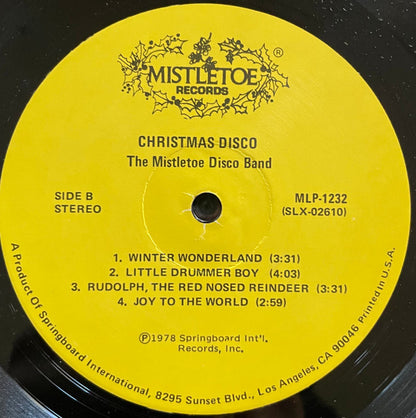 MISTLETOE®
RECORDS
CHRISTMAS DISCO
The Mistletoe Disco Band
SIDE B
STEREO
MLP-1232
(SLX-02610)
1. WINTER WONDERLAND (3:31)
2. LITTLE DRUMMER BOY (4:03)
3. RUDOLPH, THE RED NOSED REINDEER (3:31)
4. JOY TO THE WORLD (2:59)
℗1978 Springboard Int'l.
Records, Inc.
A Product Of Springboard International, 8295 Sunset Blvd., Los Angeles, CA 90046 Printed in U.S.A.